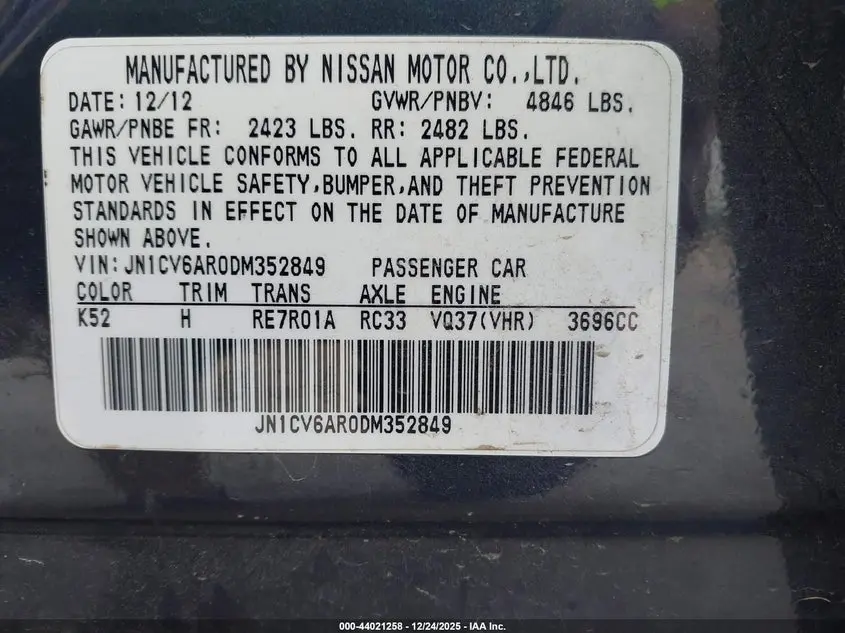 MANUFACTURED BY NISSAN MOTOR CO.,LTD.
DATE: 12/12 GVWR/PNBV: 4846 LBS.
GAWR/PNBE FR: 2423 LBS. RR: 2482 LBS.
THIS VEHICLE CONFORMS TO ALL APPLICABLE FEDERAL
MOTOR VEHICLE SAFETY,BUMPER,AND THEFT PREVENTION
STANDARDS IN EFFECT ON THE DATE OF MANUFACTURE
SHOWN ABOVE.
VIN:JN1CV6AR0DM352849 PASSENGER CAR
COLOR TRIM TRANS AXLE ENGINE
K52 H RE7R01A RC33 VQ37(VHR) 3696CC
JN1CV6AR0DM352849
000-44021258 - 12/24/2025 - IAA Inc.